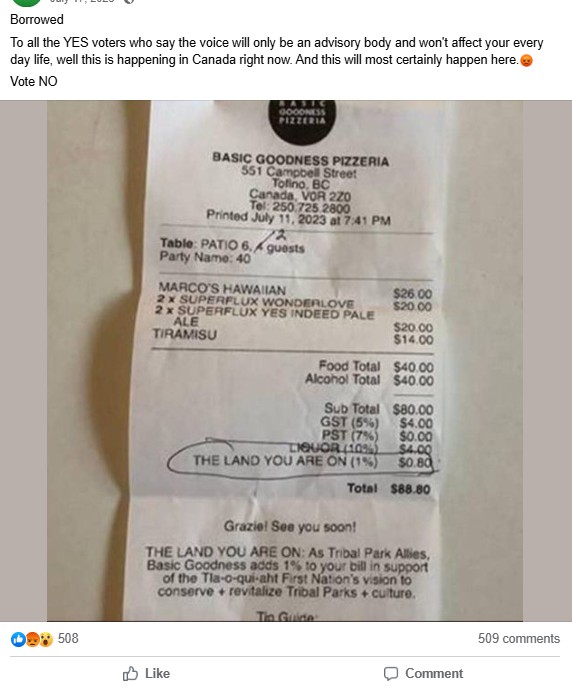 July 17, 2023
Borrowed
To all the YES voters who say the voice will only be an advisory body and won't affect your every
day life, well this is happening in Canada right now. And this will most certainly happen here.
Vote NO
BASIC
GOODNESS
PIZZERIA
BASIC GOODNESS PIZZERIA
551 Campbell Street
Tofino, BC
Canada, V0R 2Z0
Tel: 250.725.2800
Printed July 11, 2023 at 7:41 PM
Table: PATIO 6, guests
2
Party Name: 40
MARCO'S HAWAIIAN $26.00
2 x SUPERFLUX WONDERLOVE $20.00
2 x SUPERFLUX YES INDEED PALE
ALE $20.00
TIRAMISU $14.00
Food Total $40.00
Alcohol Total $40.00
Sub Total $80.00
GST (5%) $4.00
PST (7%) $0.00
LIQUOR (10%) $4.00
THE LAND YOU ARE ON (1%) $0.80
Total $88.80
Grazie! See you soon!
THE LAND YOU ARE ON: As Tribal Park Allies,
Basic Goodness adds 1% to your bill in support
of the Tla-o-qui-aht First Nation's vision to
conserve + revitalize Tribal Parks + culture.
Tip Guide:
508
509 comments
Like
Comment